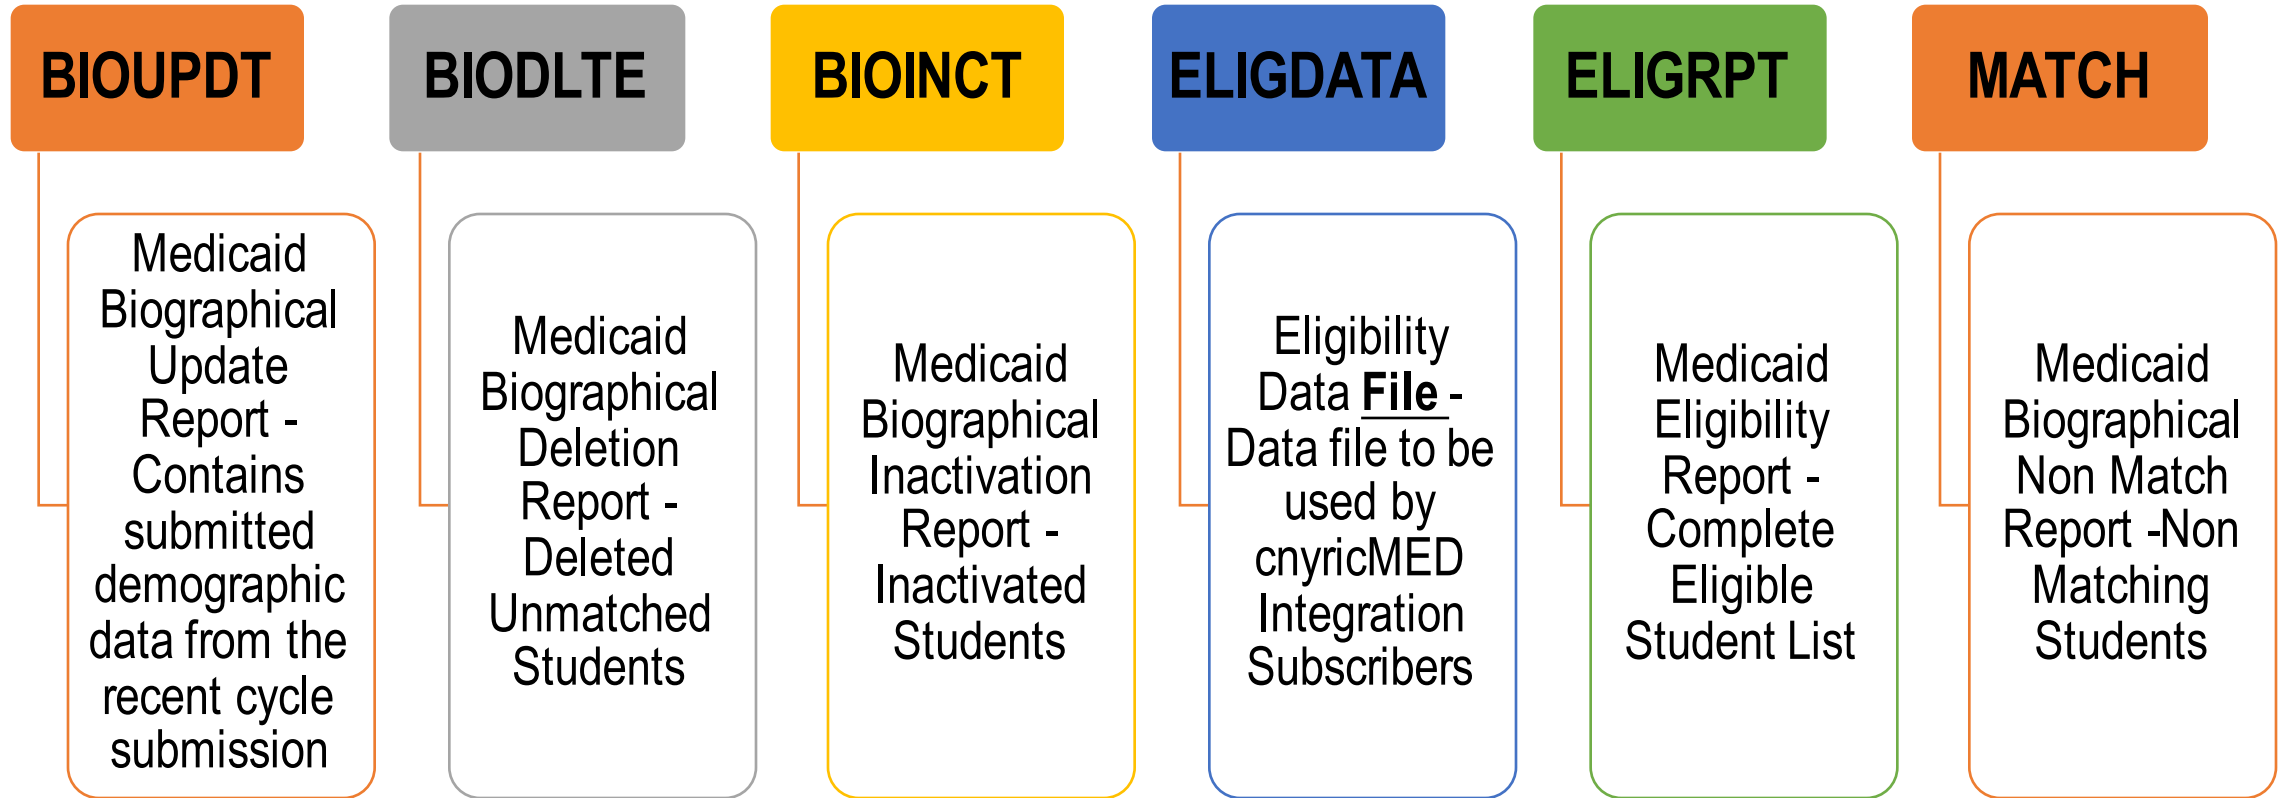 BIOUPDT
Medicaid
Biographical
Update
Report -
Contains
submitted
demographic
data from the
recent cycle
submission
BIODLTE
Medicaid
Biographical
Deletion
Report -
Deleted
Unmatched
Students
BIOINCT
Medicaid
Biographical
Inactivation
Report -
Inactivated
Students
ELIGDATA
Eligibility
Data File -
Data file to be
used by
cnyricMED
Integration
Subscribers
ELIGRPT
Medicaid
Eligibility
Report -
Complete
Eligible
Student List
MATCH
Medicaid
Biographical
Non Match
Report -Non
Matching
Students